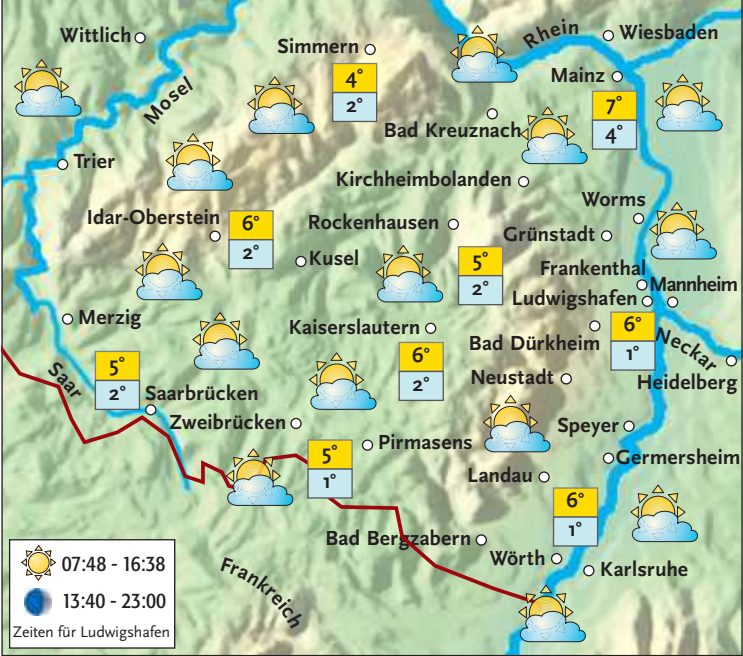 Rhein
Wiesbaden
Wittlich
Simmern
Mainz
4°
2°
Mosel
7°
4°
Bad Kreuznach
Trier
Kirchheimbolanden
Worms
Idar-Oberstein
6°
2°
Rockenhausen
Grünstadt
Kusel
5°
2°
Frankenthal
Mannheim
Ludwigshafen
Merzig
Kaiserslautern
Bad Dürkheim
6°
1°
Neckar
5°
2°
Saar
6°
2°
Neustadt
Heidelberg
Saarbrücken
Zweibrücken
Speyer
Pirmasens
5°
1°
Germersheim
Landau
6°
1°
Bad Bergzabern
Wörth
Karlsruhe
Frankreich
07:48 - 16:38
13:40 - 23:00
Zeiten für Ludwigshafen